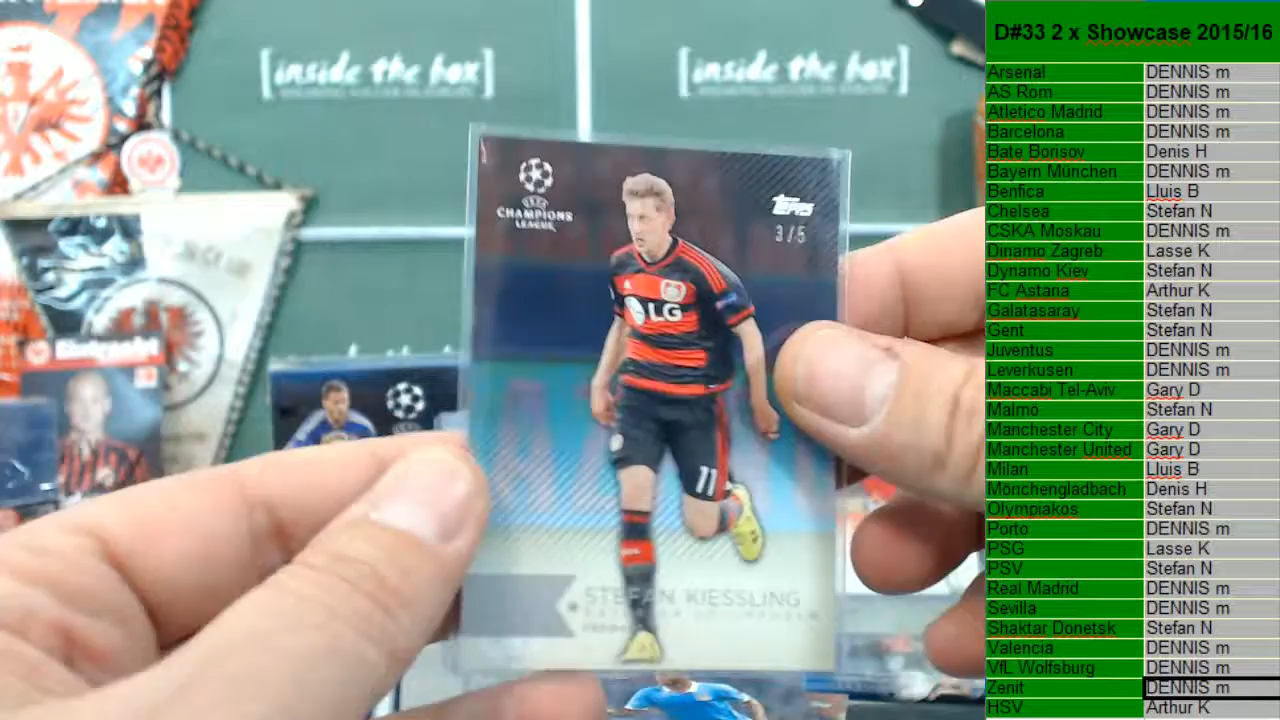 [inside the box]
[inside the box]
UEFA
CHAMPIONS
LEAGUE
Topps
3/5
LG
11
STEFAN KIESSLING
D#33 2 x Showcase 2015/16
Arsenal DENNIS m
AS Rom DENNIS m
Atletico Madrid DENNIS m
Barcelona DENNIS m
Bate Borisov Denis H
Bayern München DENNIS m
Benfica Lluis B
Chelsea Stefan N
CSKA Moskau DENNIS m
Dinamo Zagreb Lasse K
Dynamo Kiev Stefan N
FC Astana Arthur K
Galatasaray Stefan N
Gent Stefan N
Juventus DENNIS m
Leverkusen DENNIS m
Maccabi Tel-Aviv Gary D
Malmo Stefan N
Manchester City Gary D
Manchester United Gary D
Milan Lluis B
Mönchengladbach Denis H
Olympiakos Stefan N
Porto DENNIS m
PSG Lasse K
PSV Stefan N
Real Madrid DENNIS m
Sevilla DENNIS m
Shaktar Donetsk Stefan N
Valencia DENNIS m
VfL Wolfsburg DENNIS m
Zenit DENNIS m
HSV Arthur K